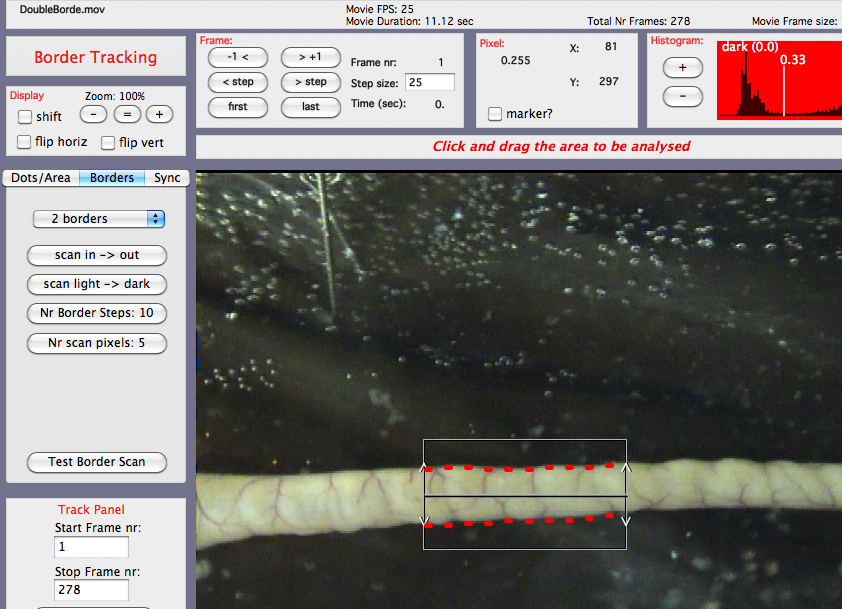 DoubleBorde.mov
Movie FPS: 25
Movie Duration: 11.12 sec
Total Nr Frames: 278
Movie Frame size:
Border Tracking
Display
Zoom: 100%
shift
-
=
+
flip horiz
flip vert
Frame:
-1 <
> +1
Frame nr:
1
< step
> step
Step size:
25
first
last
Time (sec):
0.
Pixel:
0.255
X:
81
Y:
297
marker?
Histogram:
+
-
dark (0.0)
0.33
Click and drag the area to be analysed
Dots/Area
Borders
Sync
2 borders
scan in -> out
scan light -> dark
Nr Border Steps: 10
Nr scan pixels: 5
Test Border Scan
Track Panel
Start Frame nr:
1
Stop Frame nr:
278